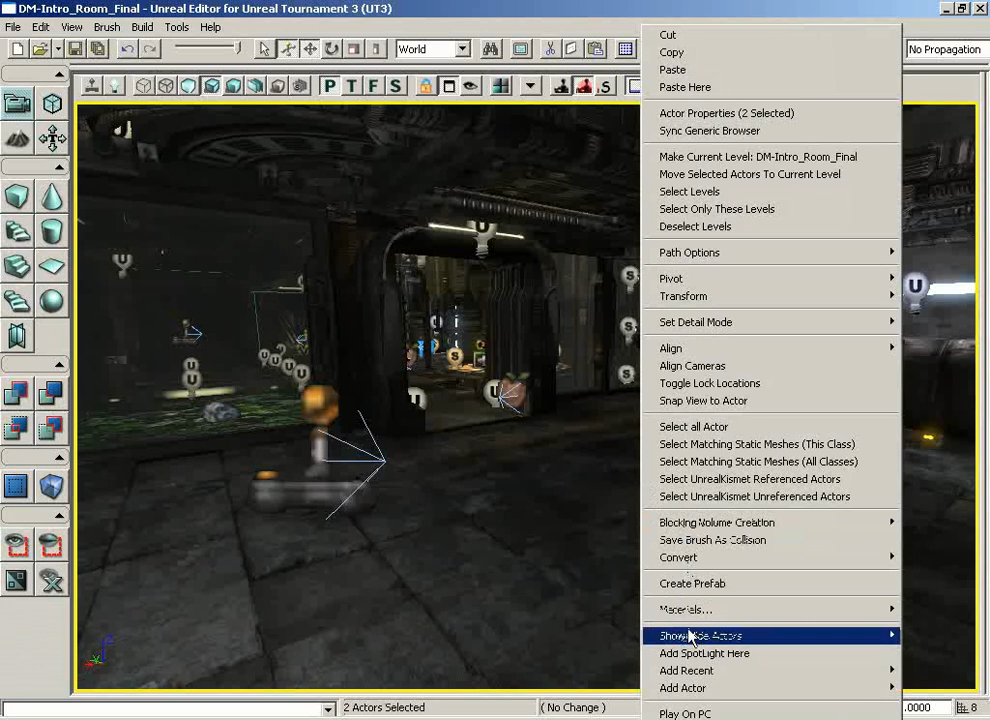 DM-Intro_Room_Final - Unreal Editor for Unreal Tournament 3 (UT3)
File Edit View Brush Build Tools Help
World
No Propagation
P T F S
S
Cut
Copy
Paste
Paste Here
Actor Properties (2 Selected)
Sync Generic Browser
Make Current Level: DM-Intro_Room_Final
Move Selected Actors To Current Level
Select Levels
Select Only These Levels
Deselect Levels
Path Options
Pivot
Transform
Set Detail Mode
Align
Align Cameras
Toggle Lock Locations
Snap View to Actor
Select all Actor
Select Matching Static Meshes (This Class)
Select Matching Static Meshes (All Classes)
Select UnrealKismet Referenced Actors
Select UnrealKismet Unreferenced Actors
Blocking Volume Creation
Save Brush As Collision
Convert
Create Prefab
Materials...
Show/Hide Actors
Add SpotLight Here
Add Recent
Add Actor
Play On PC
2 Actors Selected
( No Change )
.0000
8